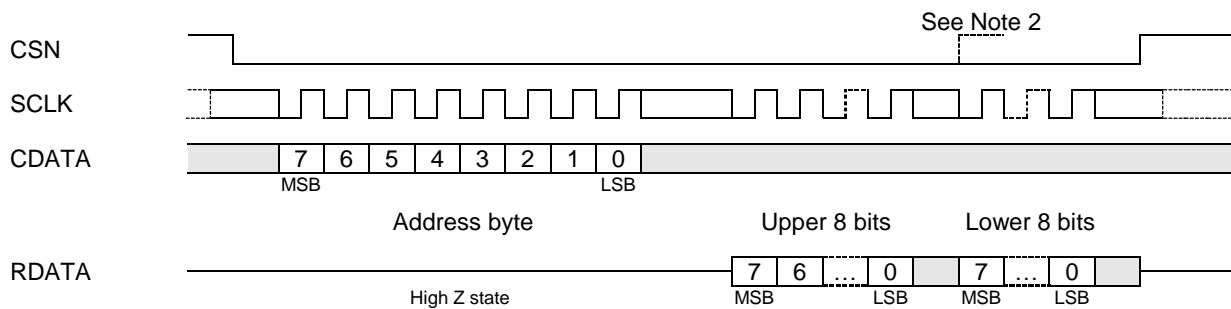 See Note 2
CSN
SCLK
CDATA
7 6 5 4 3 2 1 0
MSB LSB
Address byte Upper 8 bits Lower 8 bits
RDATA
7 6 ... 0 7 ... 0
High Z state
MSB LSB MSB LSB